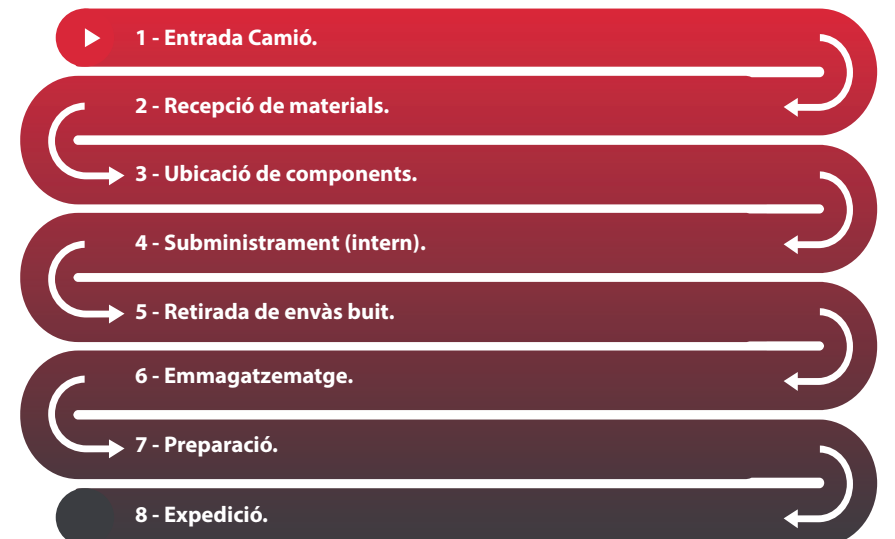 1 - Entrada Camió.
2 - Recepció de materials.
3 - Ubicació de components.
4 - Subministrament (intern).
5 - Retirada de envàs buit.
6 - Emmagatzematge.
7 - Preparació.
8 - Expedició.